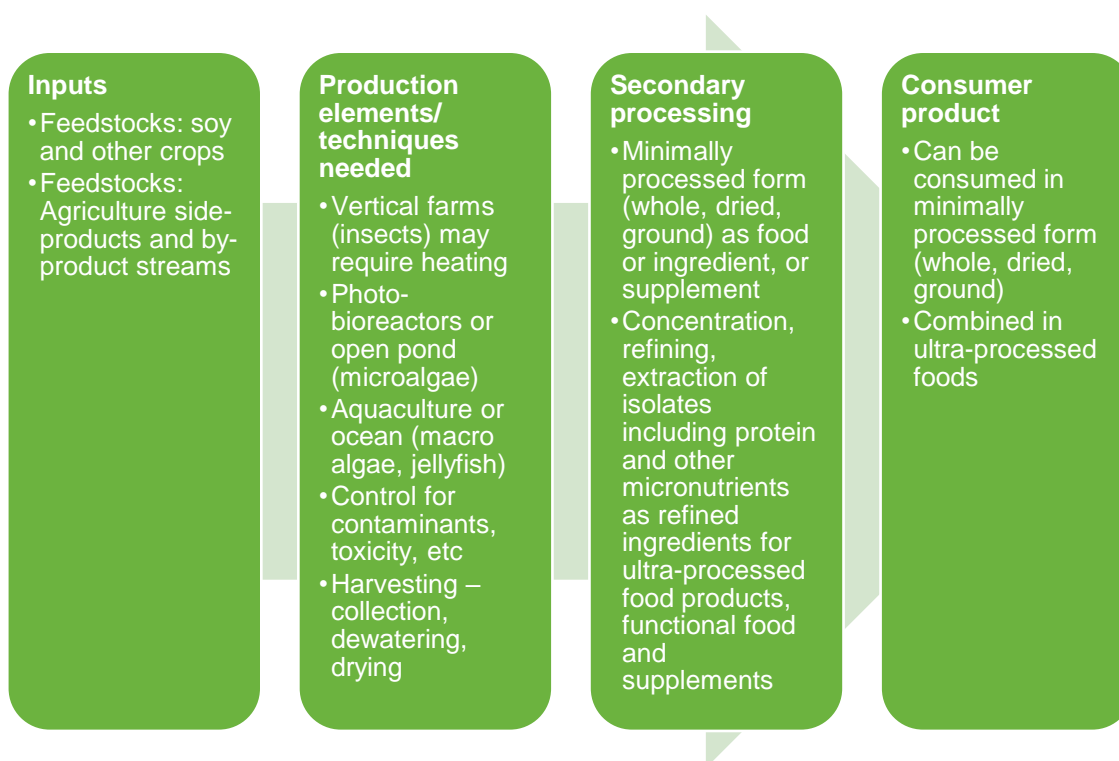 Inputs
•Feedstocks: soy
and other crops
•Feedstocks:
Agriculture side-
products and by-
product streams
Production
elements/
techniques
needed
•Vertical farms
(insects) may
require heating
•Photo-
bioreactors or
open pond
(microalgae)
•Aquaculture or
ocean (macro
algae, jellyfish)
•Control for
contaminants,
toxicity, etc
•Harvesting –
collection,
dewatering,
drying
Secondary
processing
•Minimally
processed form
(whole, dried,
ground) as food
or ingredient, or
supplement
•Concentration,
refining,
extraction of
isolates
including protein
and other
micronutrients
as refined
ingredients for
ultra-processed
food products,
functional food
and
supplements
Consumer
product
•Can be
consumed in
minimally
processed form
(whole, dried,
ground)
•Combined in
ultra-processed
foods